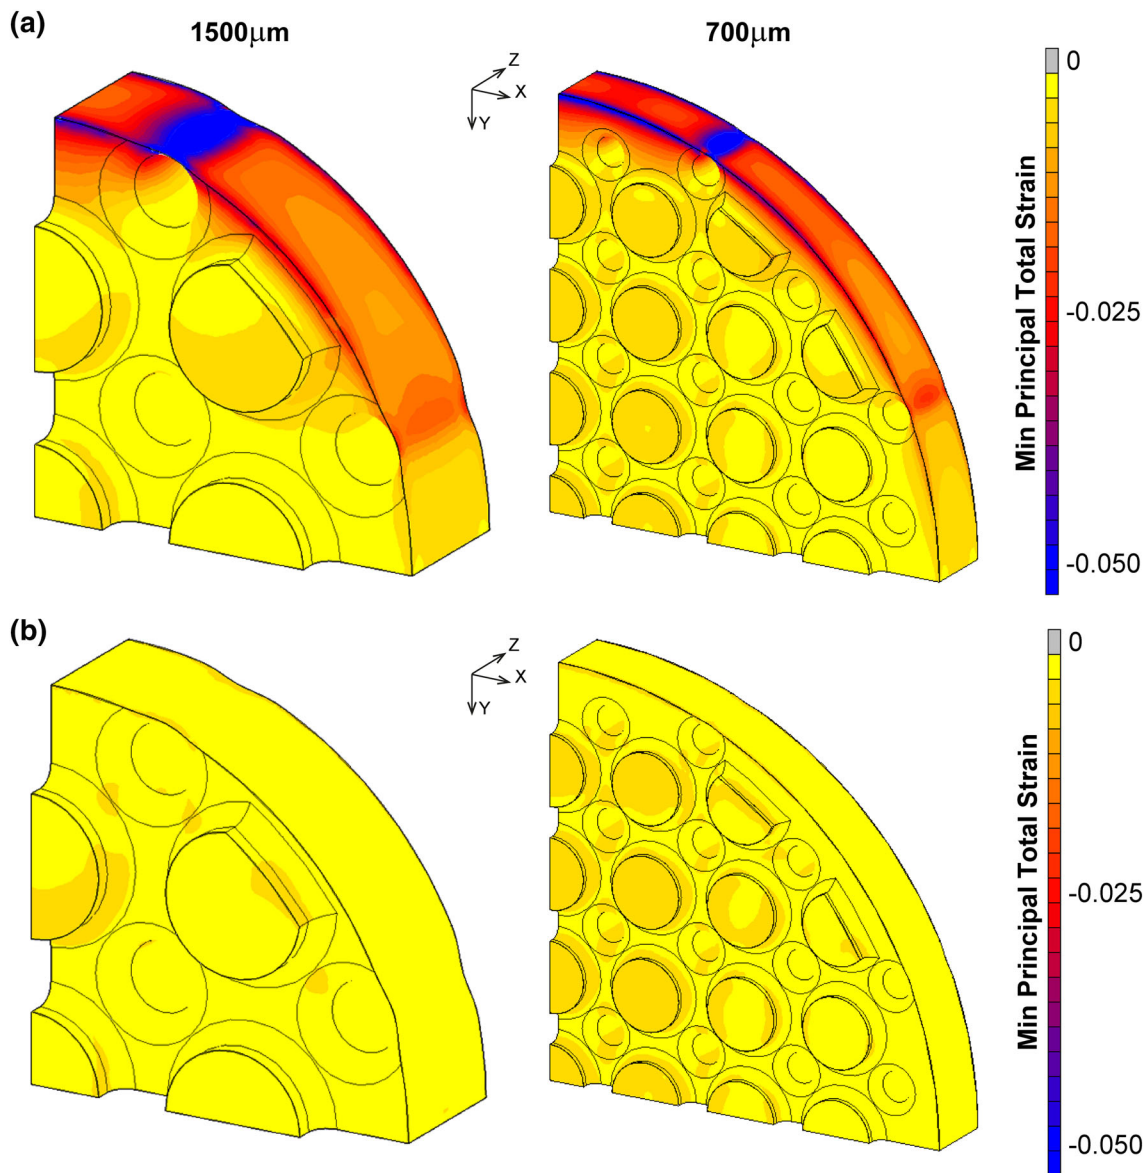 (a)
1500µm
700µm
Z
X
Y
0
-0.025
-0.050
Min Principal Total Strain
(b)
Z
X
Y
0
-0.025
-0.050
Min Principal Total Strain